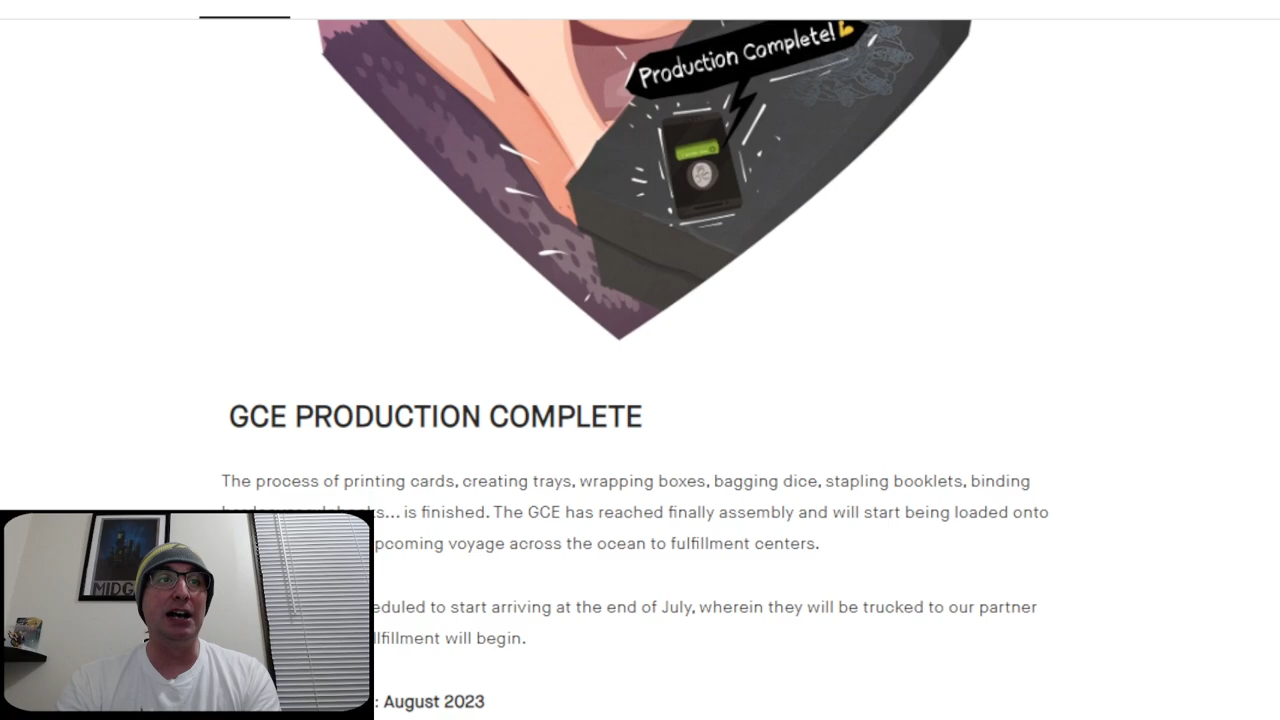 Production Complete!
GCE PRODUCTION COMPLETE
The process of printing cards, creating trays, wrapping boxes, bagging dice, stapling booklets, binding
s... is finished. The GCE has reached finally assembly and will start being loaded onto
pcoming voyage across the ocean to fulfillment centers.
eduled to start arriving at the end of July, wherein they will be trucked to our partner
lfillment will begin.
: August 2023
MIDG